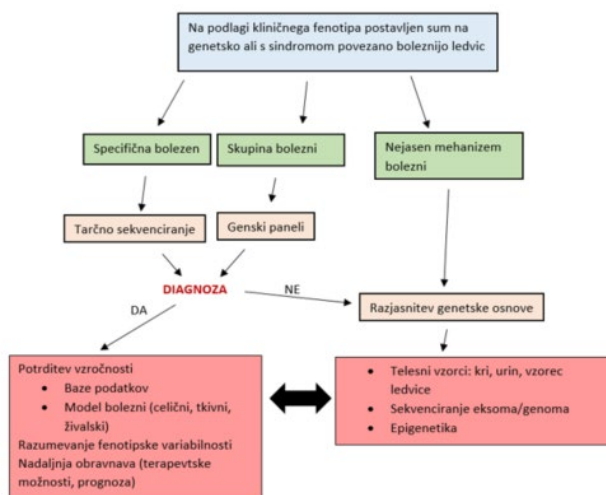 Na podlagi kliničnega fenotipa postavljen sum na
genetsko ali s sindromom povezano boleznijo ledvic
Specifična bolezen
Skupina bolezni
Nejasen mehanizem
bolezni
Tarčno sekvenciranje
Genski paneli
DIAGNOZA
NE
DA
Razjasnitev genetske osnove
Potrditev vzročnosti
• Baze podatkov
• Model bolezni (celični, tkivni,
živalski)
Razumevanje fenotipske variabilnosti
Nadaljnja obravnava (terapevtske
možnosti, prognoza)
• Telesni vzorci: kri, urin, vzorec
ledvice
• Sekvenciranje eksoma/genoma
• Epigenetika